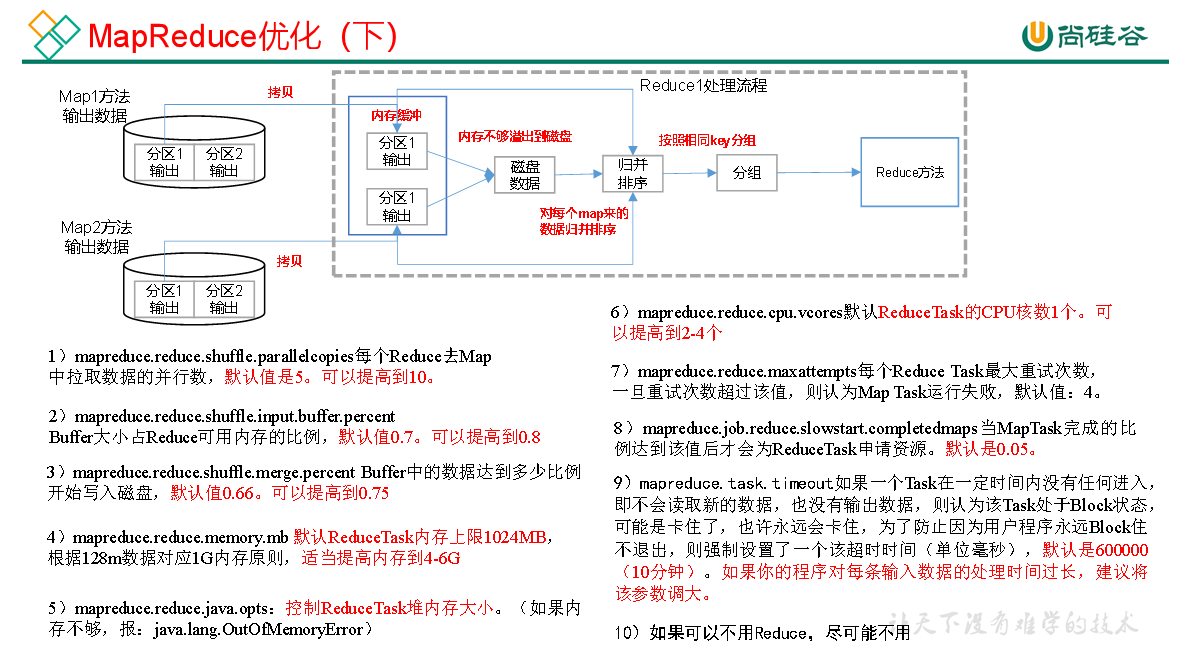 MapReduce优化（下）
尚硅谷
Map1方法
输出数据
分区1
输出
分区2
输出
拷贝
Reduce1处理流程
内存缓冲
分区1
输出
分区1
输出
内存不够溢出到磁盘
磁盘
数据
归并
排序
对每个map来的
数据归并排序
按照相同key分组
分组
Reduce方法
Map2方法
输出数据
分区1
输出
分区2
输出
拷贝
1）mapreduce.reduce.shuffle.parallelcopies每个Reduce去Map
中拉取数据的并行数，默认值是5。可以提高到10。
2）mapreduce.reduce.shuffle.input.buffer.percent
Buffer大小占Reduce可用内存的比例，默认值0.7。可以提高到0.8
3）mapreduce.reduce.shuffle.merge.percent Buffer中的数据达到多少比例
开始写入磁盘，默认值0.66。可以提高到0.75
4）mapreduce.reduce.memory.mb 默认ReduceTask内存上限1024MB，
根据128m数据对应1G内存原则，适当提高内存到4-6G
5）mapreduce.reduce.java.opts：控制ReduceTask堆内存大小。（如果内
存不够，报：java.lang.OutOfMemoryError）
6）mapreduce.reduce.cpu.vcores默认ReduceTask的CPU核数1个。可
以提高到2-4个
7）mapreduce.reduce.maxattempts每个Reduce Task最大重试次数，
一旦重试次数超过该值，则认为Map Task运行失败，默认值：4。
8）mapreduce.job.reduce.slowstart.completedmaps当MapTask完成的比
例达到该值后才会为ReduceTask申请资源。默认是0.05。
9）mapreduce.task.timeout如果一个Task在一定时间内没有任何进入，
即不会读取新的数据，也没有输出数据，则认为该Task处于Block状态，
可能是卡住了，也许永远会卡住，为了防止因为用户程序永远Block住
不退出，则强制设置了一个该超时时间（单位毫秒），默认是600000
（10分钟）。如果你的程序对每条输入数据的处理时间过长，建议将
该参数调大。
10）如果可以不用Reduce，尽可能不用
让天下没有难学的技术